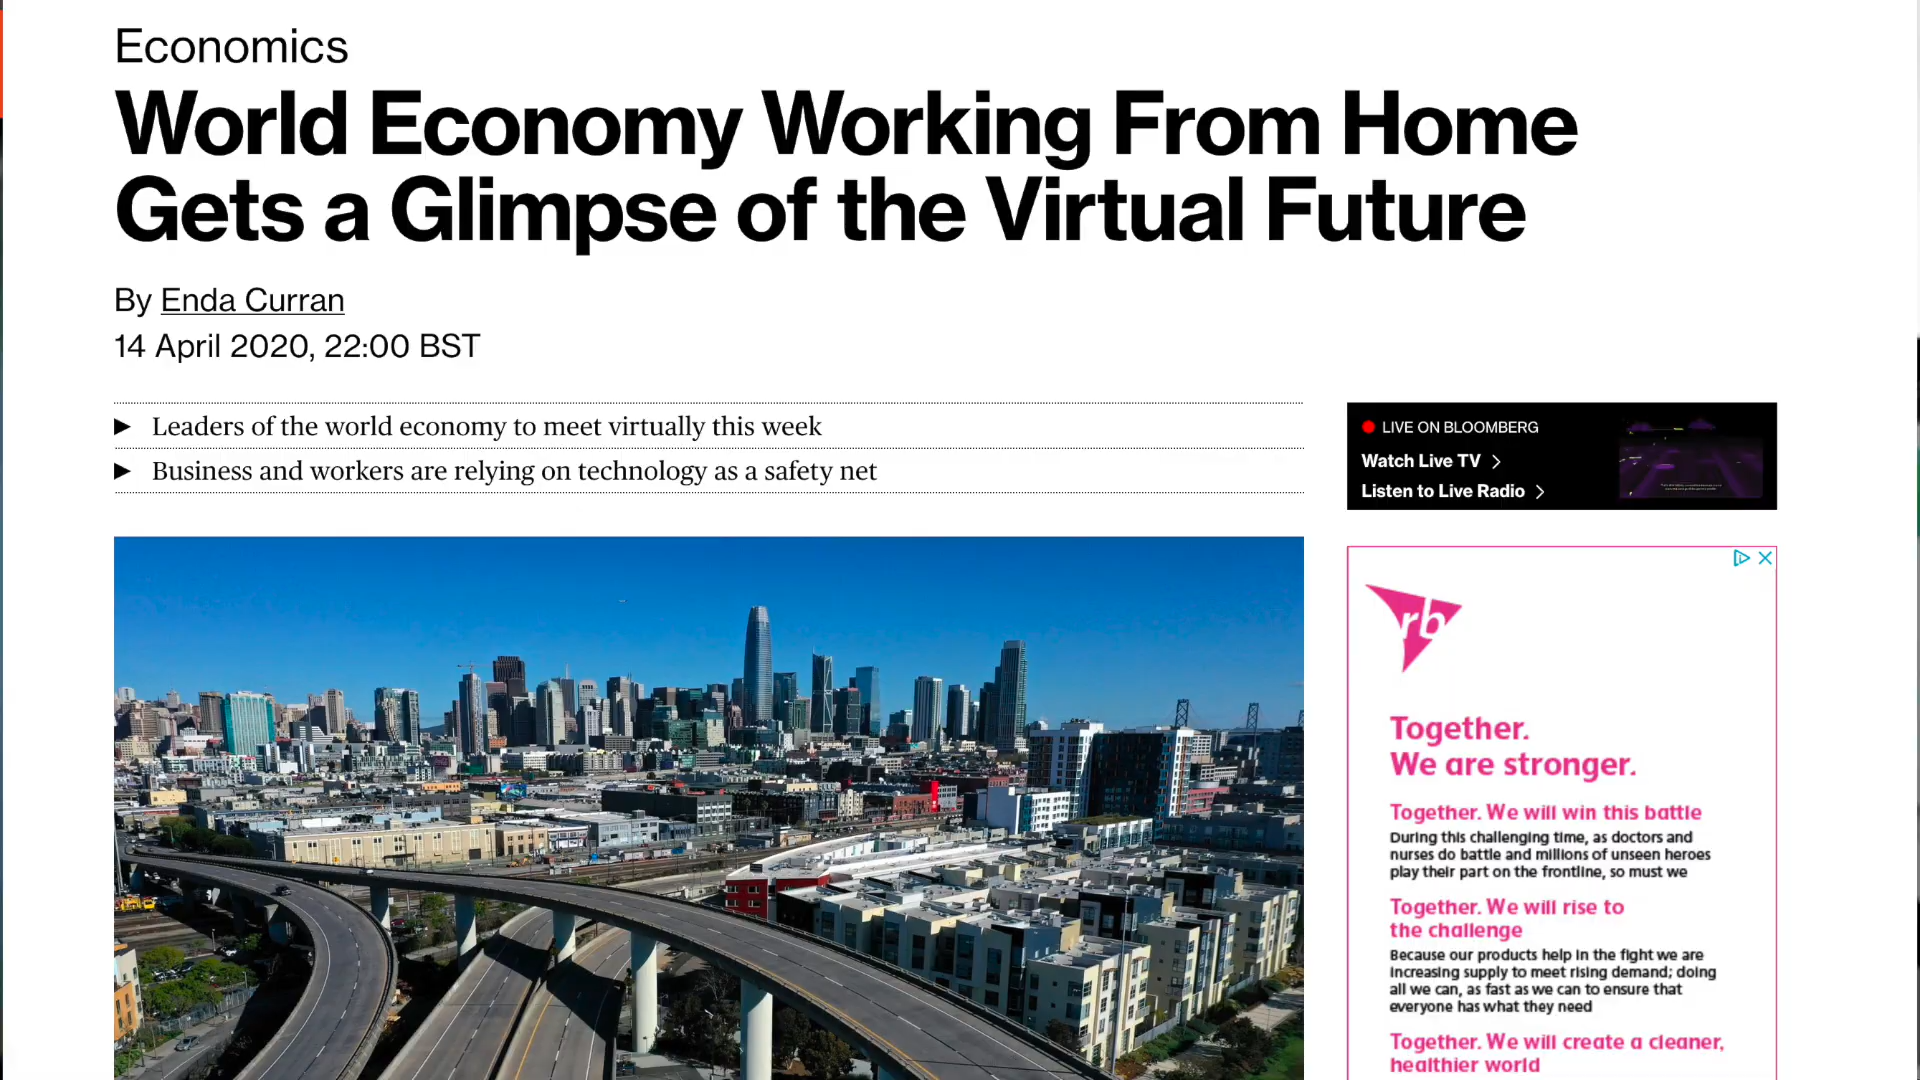 Economics
World Economy Working From Home
Gets a Glimpse of the Virtual Future
By Enda Curran
14 April 2020, 22:00 BST
Leaders of the world economy to meet virtually this week
Business and workers are relying on technology as a safety net
LIVE ON BLOOMBERG
Watch Live TV
Listen to Live Radio
rb
Together.
We are stronger.
Together. We will win this battle
During this challenging time, as doctors and
nurses do battle and millions of unseen heroes
play their part on the frontline, so must we
Together. We will rise to
the challenge
Because our products help in the fight we are
increasing supply to meet rising demand; doing
all we can, as fast as we can to ensure that
everyone has what they need
Together. We will create a cleaner,
healthier world